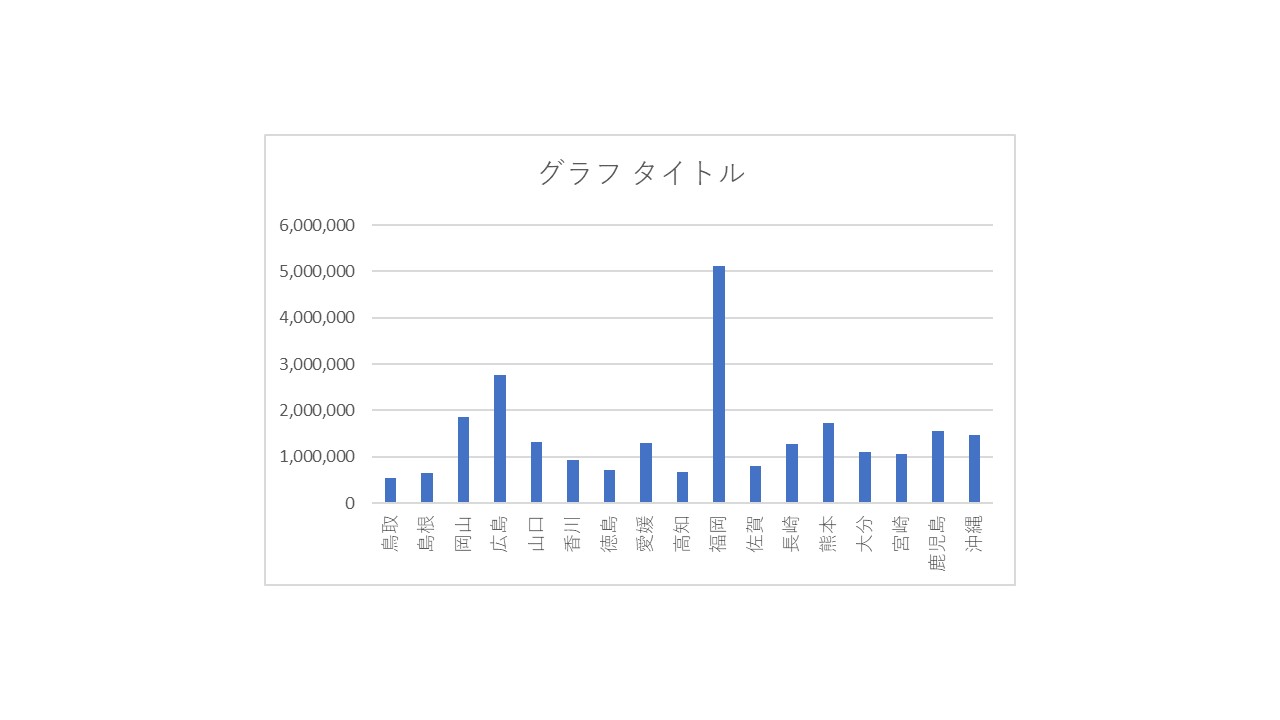 グラフ タイトル
6,000,000
5,000,000
4,000,000
3,000,000
2,000,000
1,000,000
0
鳥取
島根
岡山
広島
山口
香川
徳島
愛媛
高知
福岡
佐賀
長崎
熊本
大分
宮崎
鹿児島
沖縄